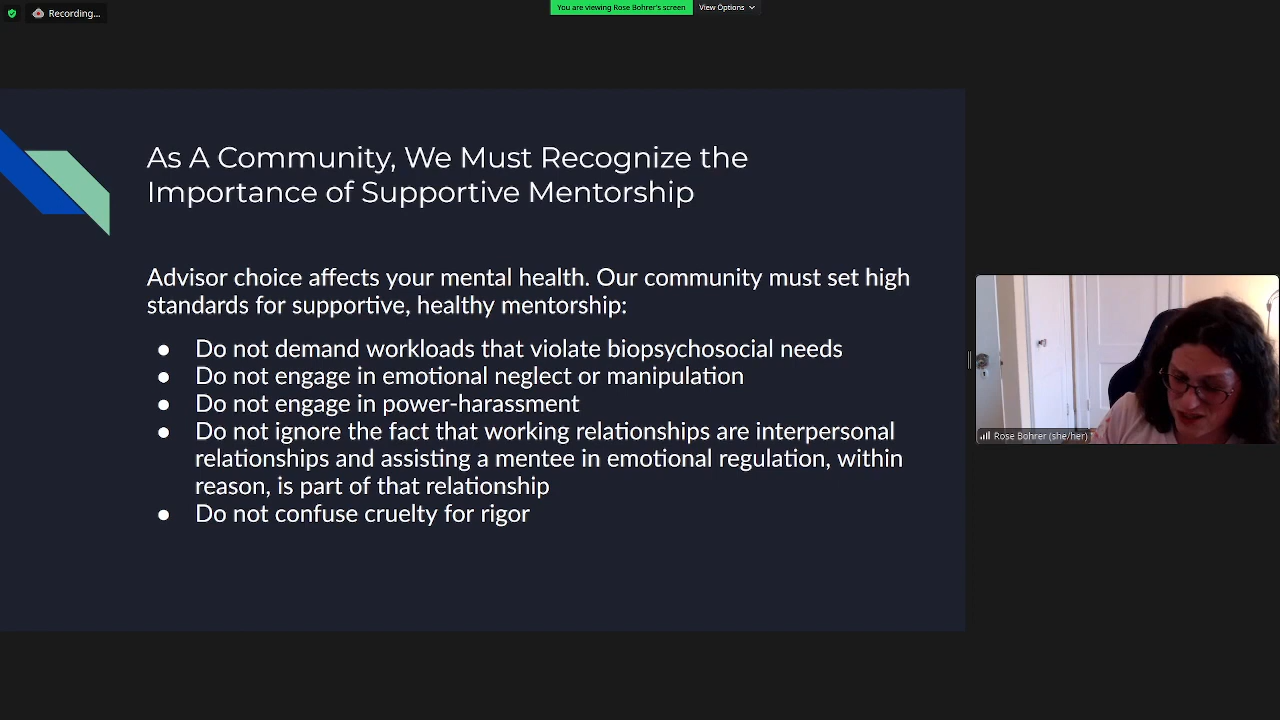 Recording...
You are viewing Rose Bohrer's screen
View Options
As A Community, We Must Recognize the
Importance of Supportive Mentorship
Advisor choice affects your mental health. Our community must set high
standards for supportive, healthy mentorship:
● Do not demand workloads that violate biopsychosocial needs
● Do not engage in emotional neglect or manipulation
● Do not engage in power-harassment
● Do not ignore the fact that working relationships are interpersonal
relationships and assisting a mentee in emotional regulation, within
reason, is part of that relationship
● Do not confuse cruelty for rigor
Rose Bohrer (she/her)